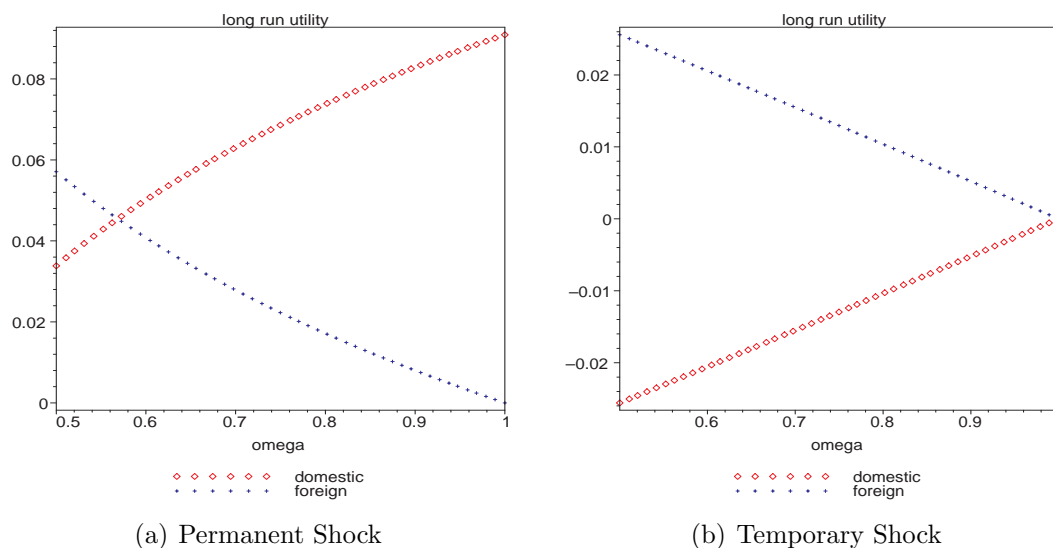 long run utility
0.08
0.06
0.04
0.02
0
0.5 0.6 0.7 0.8 0.9 1
omega
domestic
foreign
(a) Permanent Shock
long run utility
0.02
0.01
0
–0.01
–0.02
0.6 0.7 0.8 0.9
omega
domestic
foreign
(b) Temporary Shock